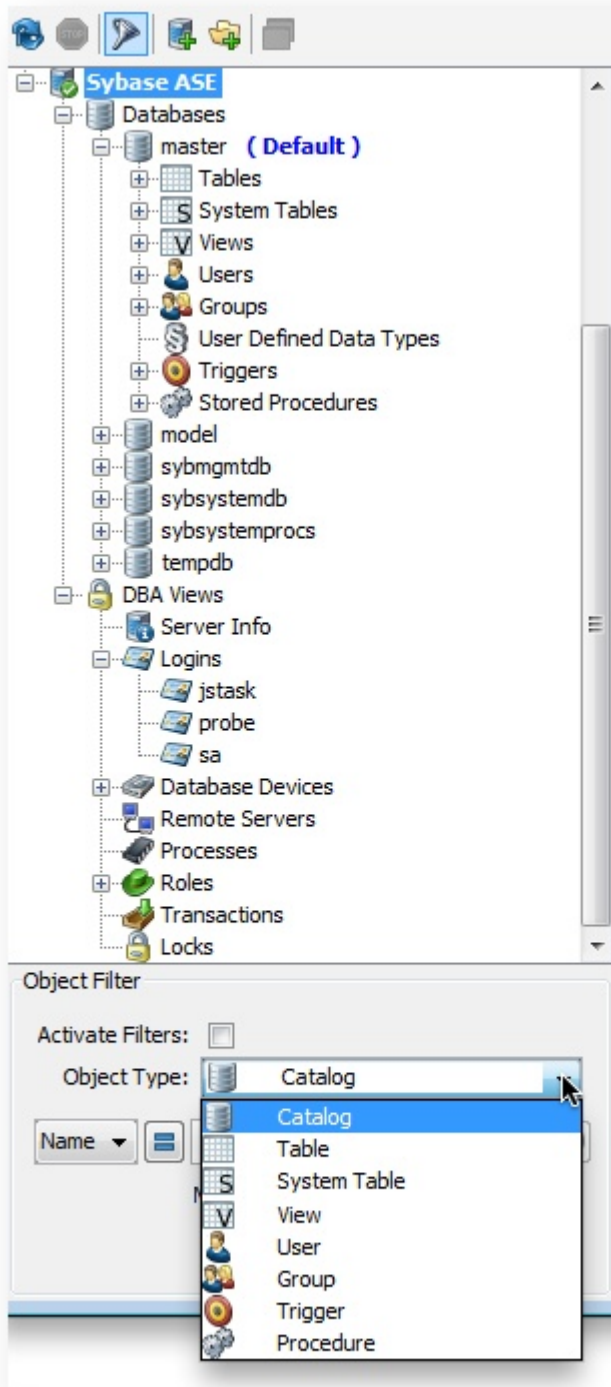 STOP
Sybase ASE
Databases
master ( Default )
Tables
S System Tables
V Views
Users
Groups
User Defined Data Types
Triggers
Stored Procedures
model
sybmgmtdb
sybsystemdb
sybsystemprocs
tempdb
DBA Views
Server Info
Logins
jstask
probe
sa
Database Devices
Remote Servers
Processes
Roles
Transactions
Locks
Object Filter
Activate Filters:
Object Type: Catalog
Catalog
Name
Table
S System Table
V View
User
Group
Trigger
Procedure